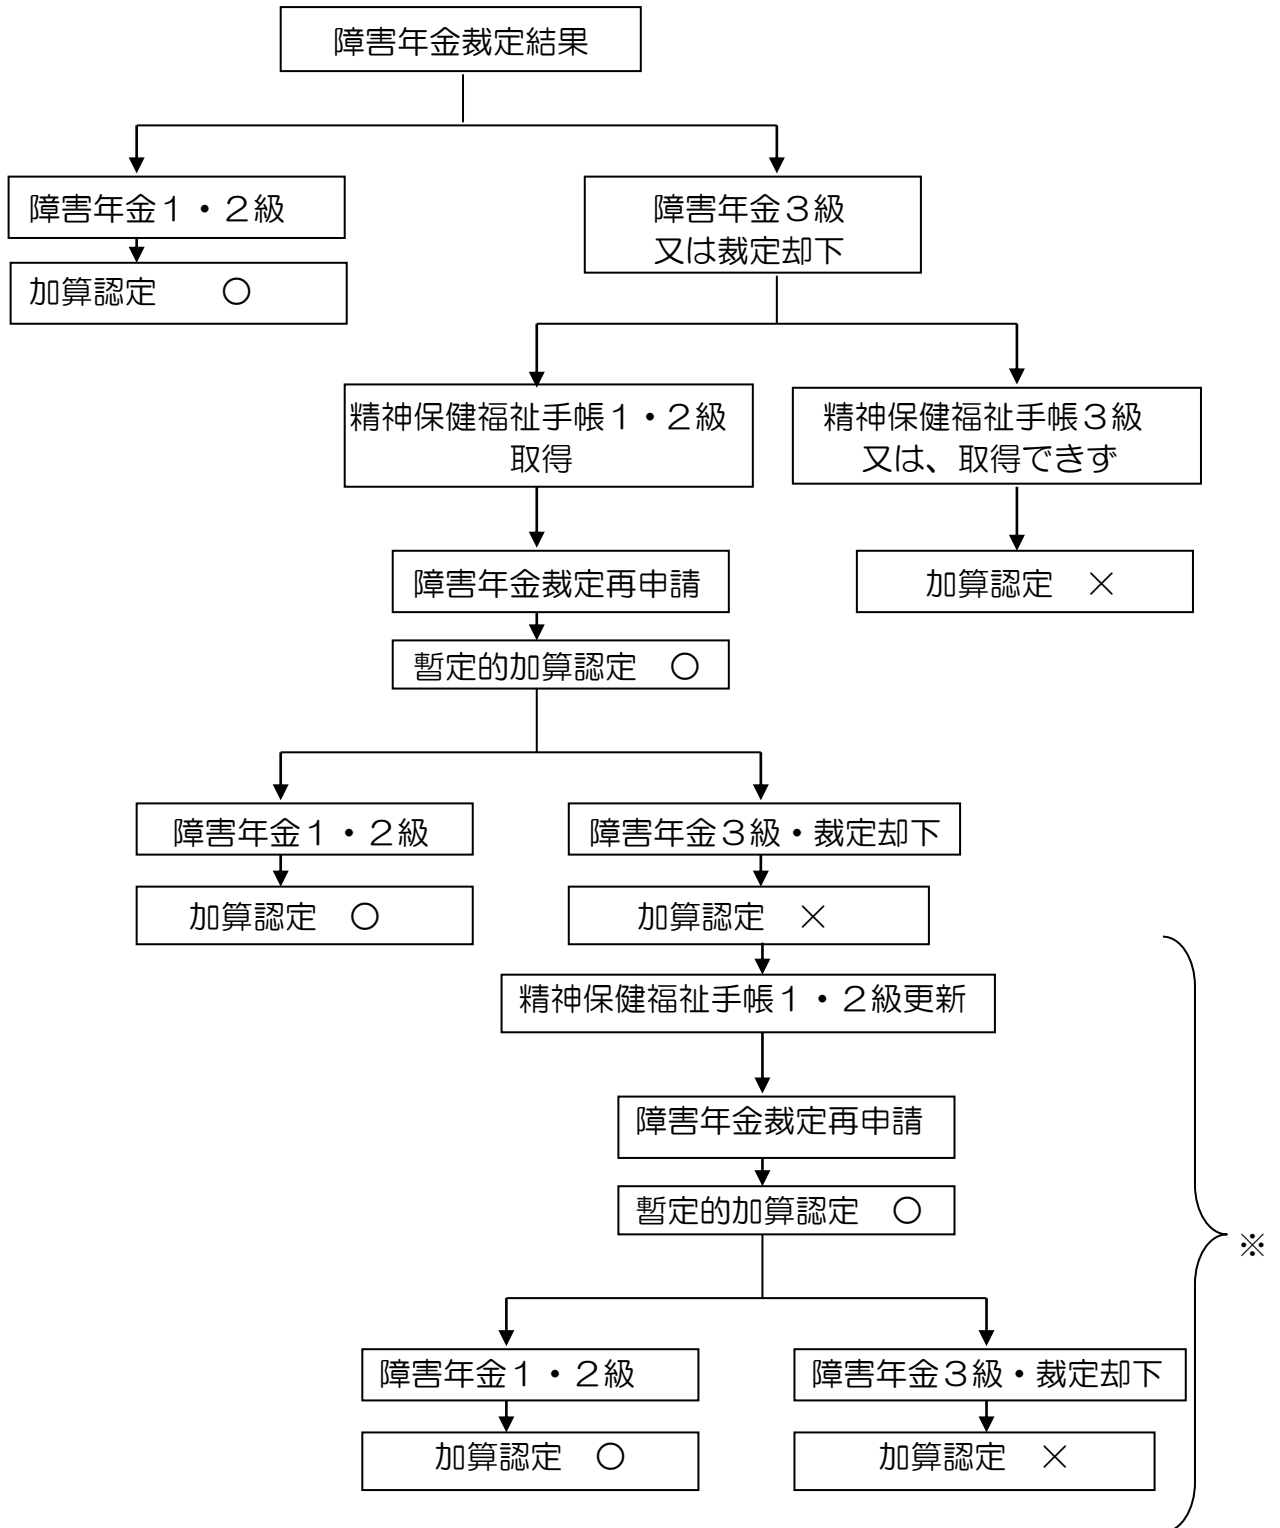 障害年金裁定結果
障害年金１・２級
加算認定　　○
障害年金３級
又は裁定却下
精神保健福祉手帳１・２級
取得
精神保健福祉手帳３級
又は、取得できず
障害年金裁定再申請
加算認定　×
暫定的加算認定　○
障害年金１・２級
障害年金３級・裁定却下
加算認定　○
加算認定　×
精神保健福祉手帳１・２級更新
障害年金裁定再申請
暫定的加算認定　○
※
障害年金１・２級
障害年金３級・裁定却下
加算認定　○
加算認定　×